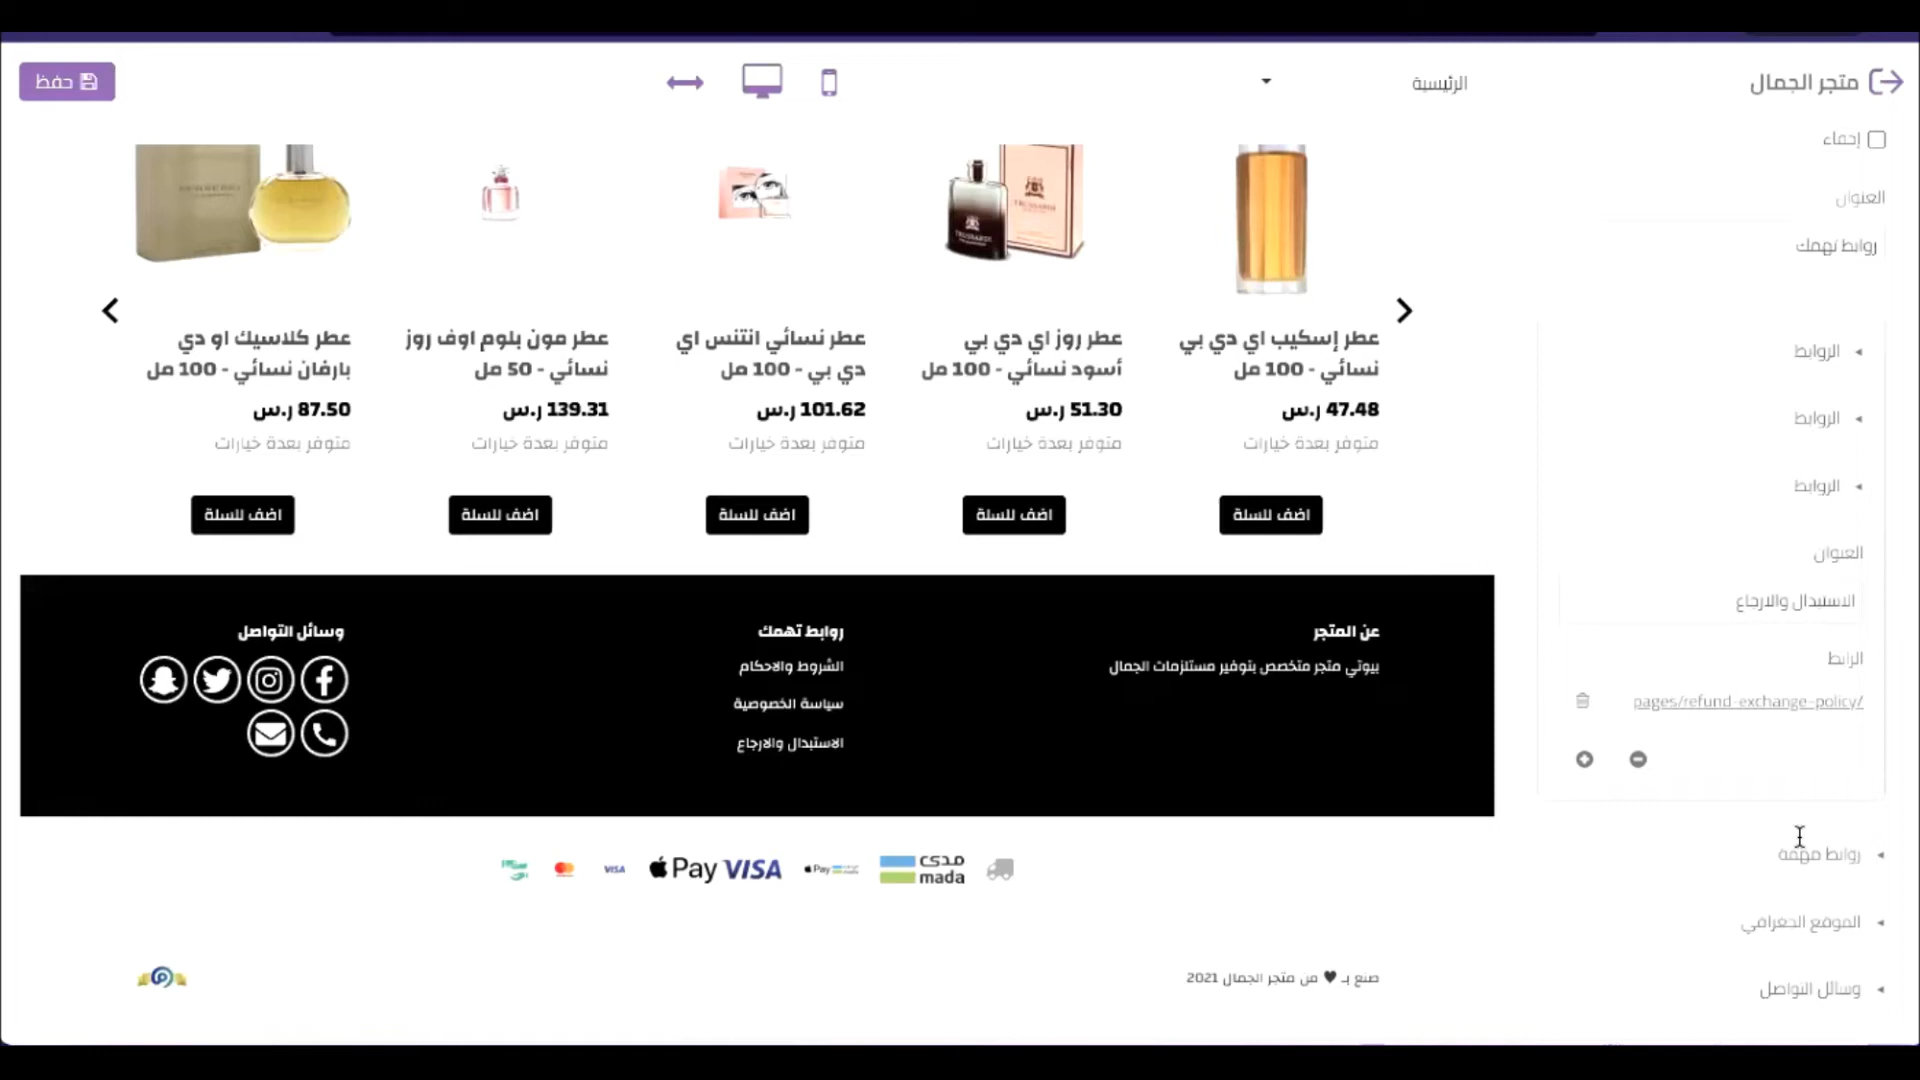 متجر الجمال
الرئيسية
حفظ
إخفاء
العنوان
روابط تهمك
الروابط
الروابط
الروابط
العنوان
الاستبدال والارجاع
الرابط
pages/refund-exchange-policy/
روابط مهمة
الموقع الجغرافي
وسائل التواصل
عطر إسكيب اي دي بي
نسائي - 100 مل
47.48 ر.س
متوفر بعدة خيارات
اضف للسلة
عطر روز اي دي بي
أسود نسائي - 100 مل
51.30 ر.س
متوفر بعدة خيارات
اضف للسلة
عطر نسائي انتنس اي
دي بي - 100 مل
101.62 ر.س
متوفر بعدة خيارات
اضف للسلة
عطر مون بلوم اوف روز
نسائي - 50 مل
139.31 ر.س
متوفر بعدة خيارات
اضف للسلة
عطر كلاسيك او دي
بارفان نسائي - 100 مل
87.50 ر.س
متوفر بعدة خيارات
اضف للسلة
عن المتجر
بيوتي متجر متخصص بتوفير مستلزمات الجمال
روابط تهمك
الشروط والاحكام
سياسة الخصوصية
الاستبدال والارجاع
وسائل التواصل
مدى
mada
Pay
VISA
Pay
VISA
صنع بـ ♥ من متجر الجمال 2021